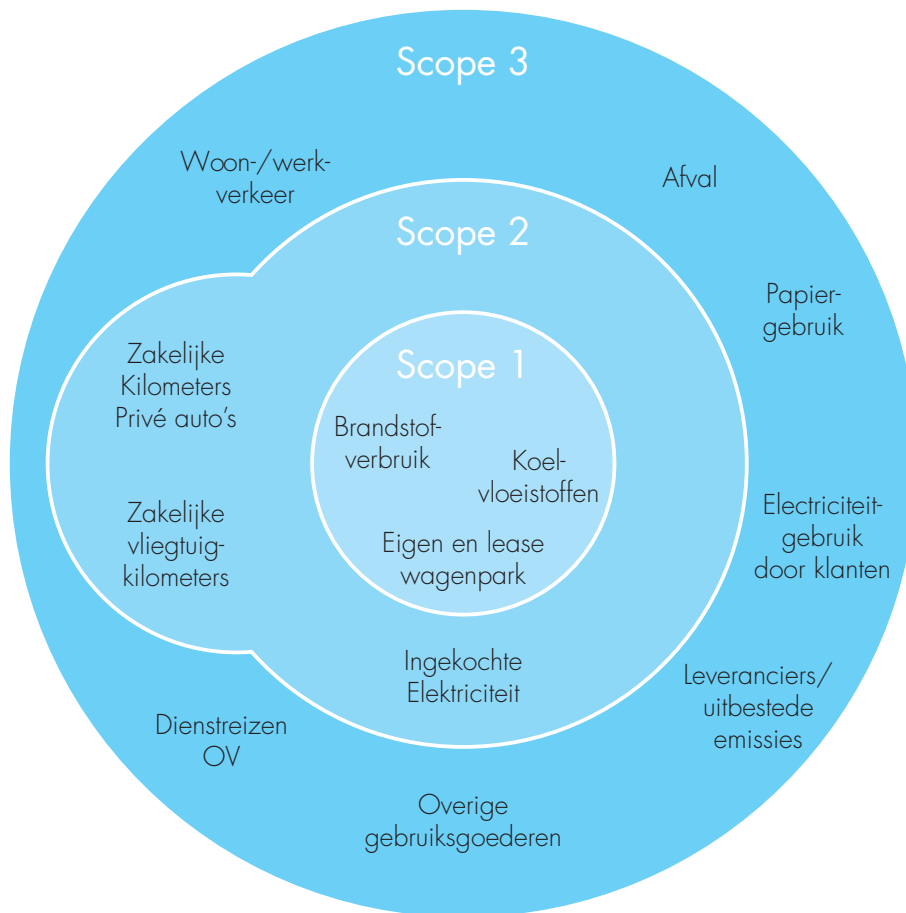 Scope 3
Woon-/werk-
verkeer
Afval
Scope 2
Papier-
gebruik
Zakelijke
Kilometers
Privé auto's
Scope 1
Brandstof-
verbruik
Koel-
vloeistoffen
Zakelijke
vliegtuig-
kilometers
Eigen en lease
wagenpark
Electriciteit-
gebruik
door klanten
Ingekochte
Elektriciteit
Leveranciers/
uitbestede
emissies
Dienstreizen
OV
Overige
gebruiksgoederen